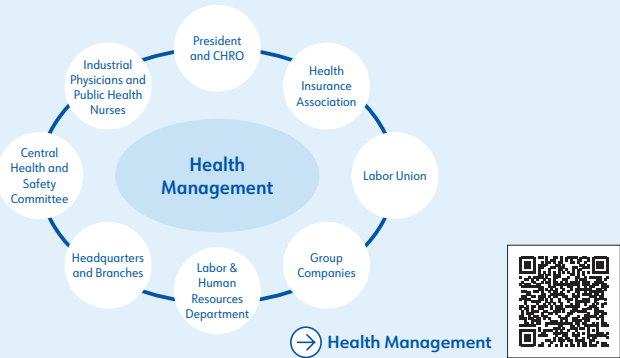 President
and CHRO
Health
Insurance
Association
Labor Union
Group
Companies
Labor &
Human
Resources
Department
Headquarters
and Branches
Central
Health and
Safety
Committee
Industrial
Physicians and
Public Health
Nurses
Health
Management
Health Management